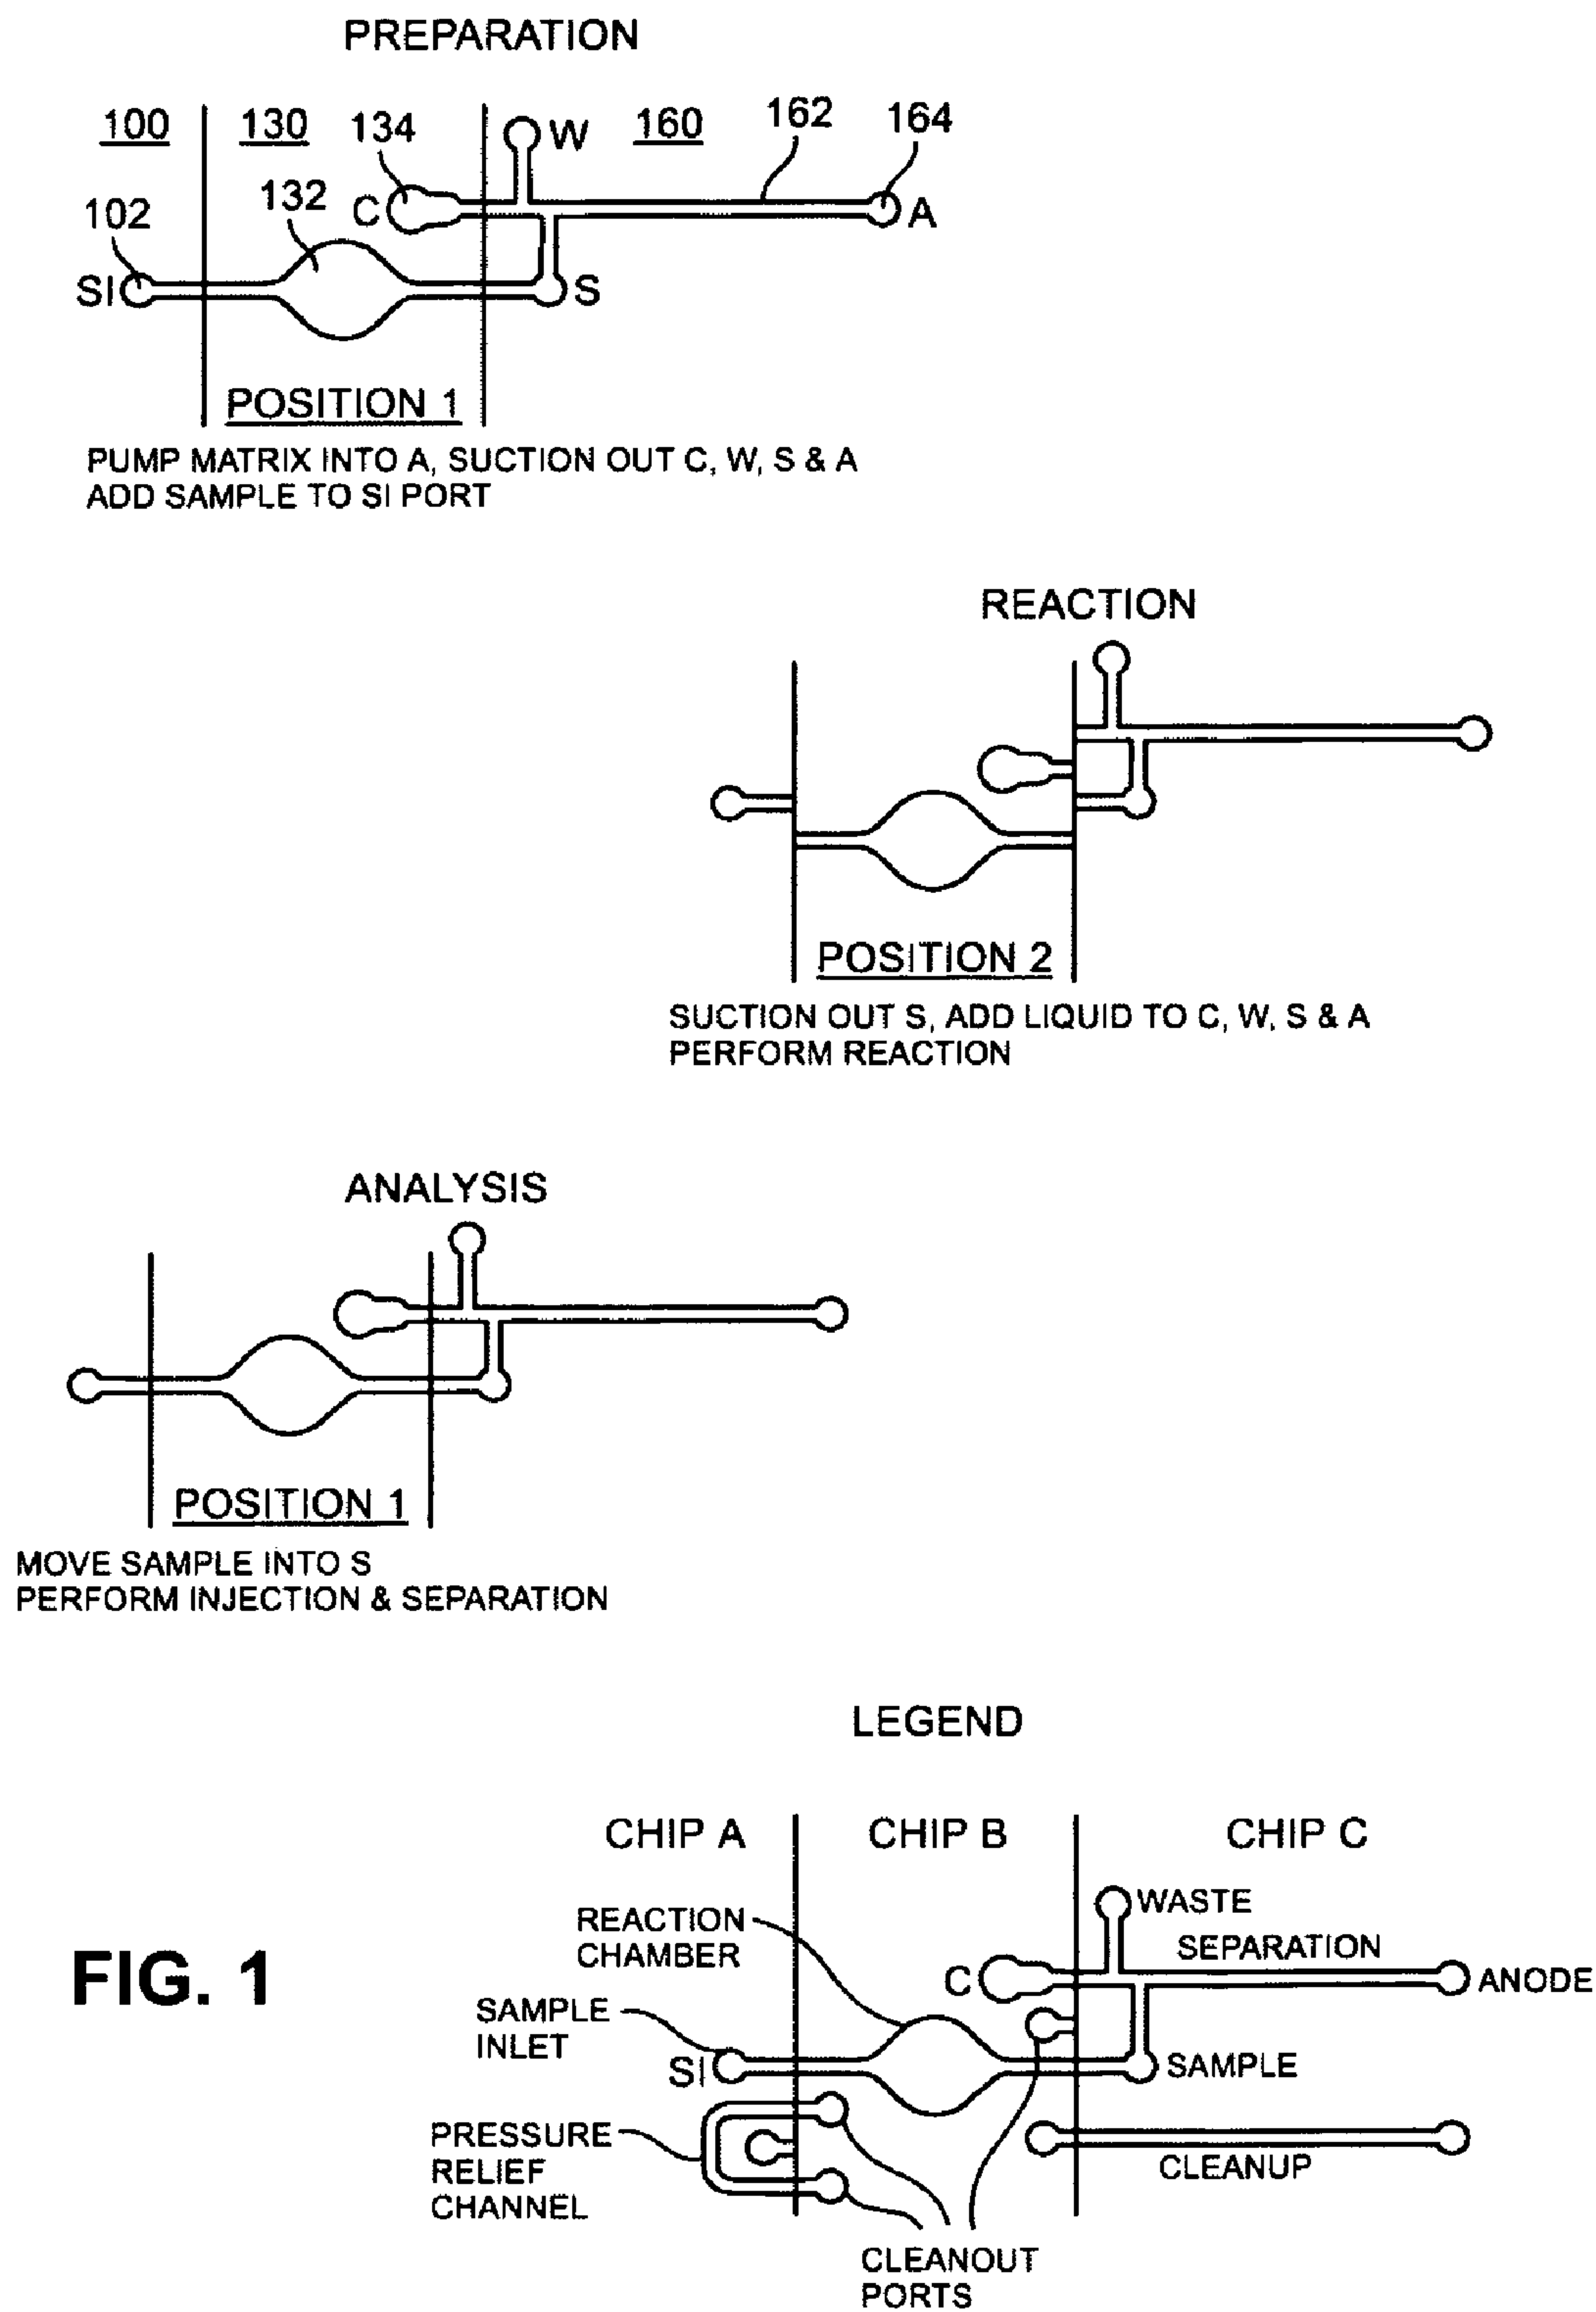 PREPARATION
100
130
134
W
160
162
164
102
132
C
A
SI
S
POSITION 1
PUMP MATRIX INTO A, SUCTION OUT C, W, S & A
ADD SAMPLE TO SI PORT
REACTION
POSITION 2
SUCTION OUT S, ADD LIQUID TO C, W, S & A
PERFORM REACTION
ANALYSIS
POSITION 1
MOVE SAMPLE INTO S
PERFORM INJECTION & SEPARATION
LEGEND
CHIP A
CHIP B
CHIP C
REACTION
CHAMBER
WASTE
SEPARATION
C
ANODE
SAMPLE
INLET
SI
SAMPLE
PRESSURE
RELIEF
CHANNEL
CLEANUP
CLEANOUT
PORTS
FIG. 1